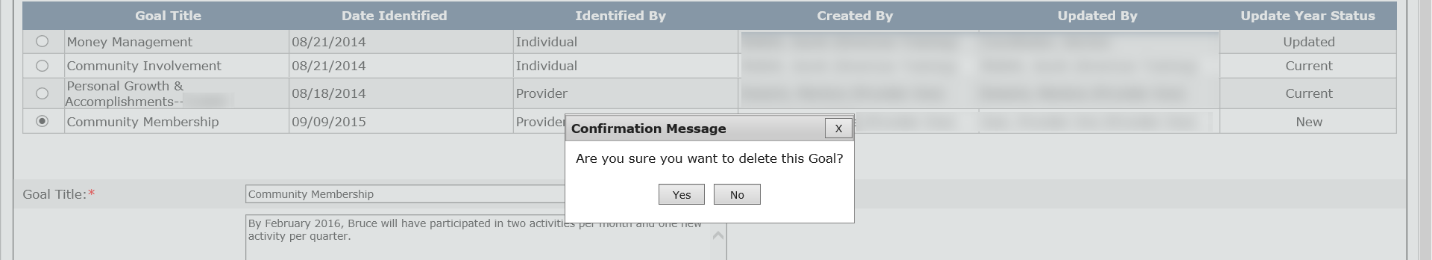 Goal Title Date Identified Identified By Created By Updated By Update Year Status
Money Management 08/21/2014 Individual Updated
Community Involvement 08/21/2014 Individual Current
Personal Growth &
Accomplishments-- 08/18/2014 Provider Current
Community Membership 09/09/2015 Provider New
Confirmation Message X
Are you sure you want to delete this Goal?
Yes No
Goal Title:* Community Membership
By February 2016, Bruce will have participated in two activities per month and one new
activity per quarter.